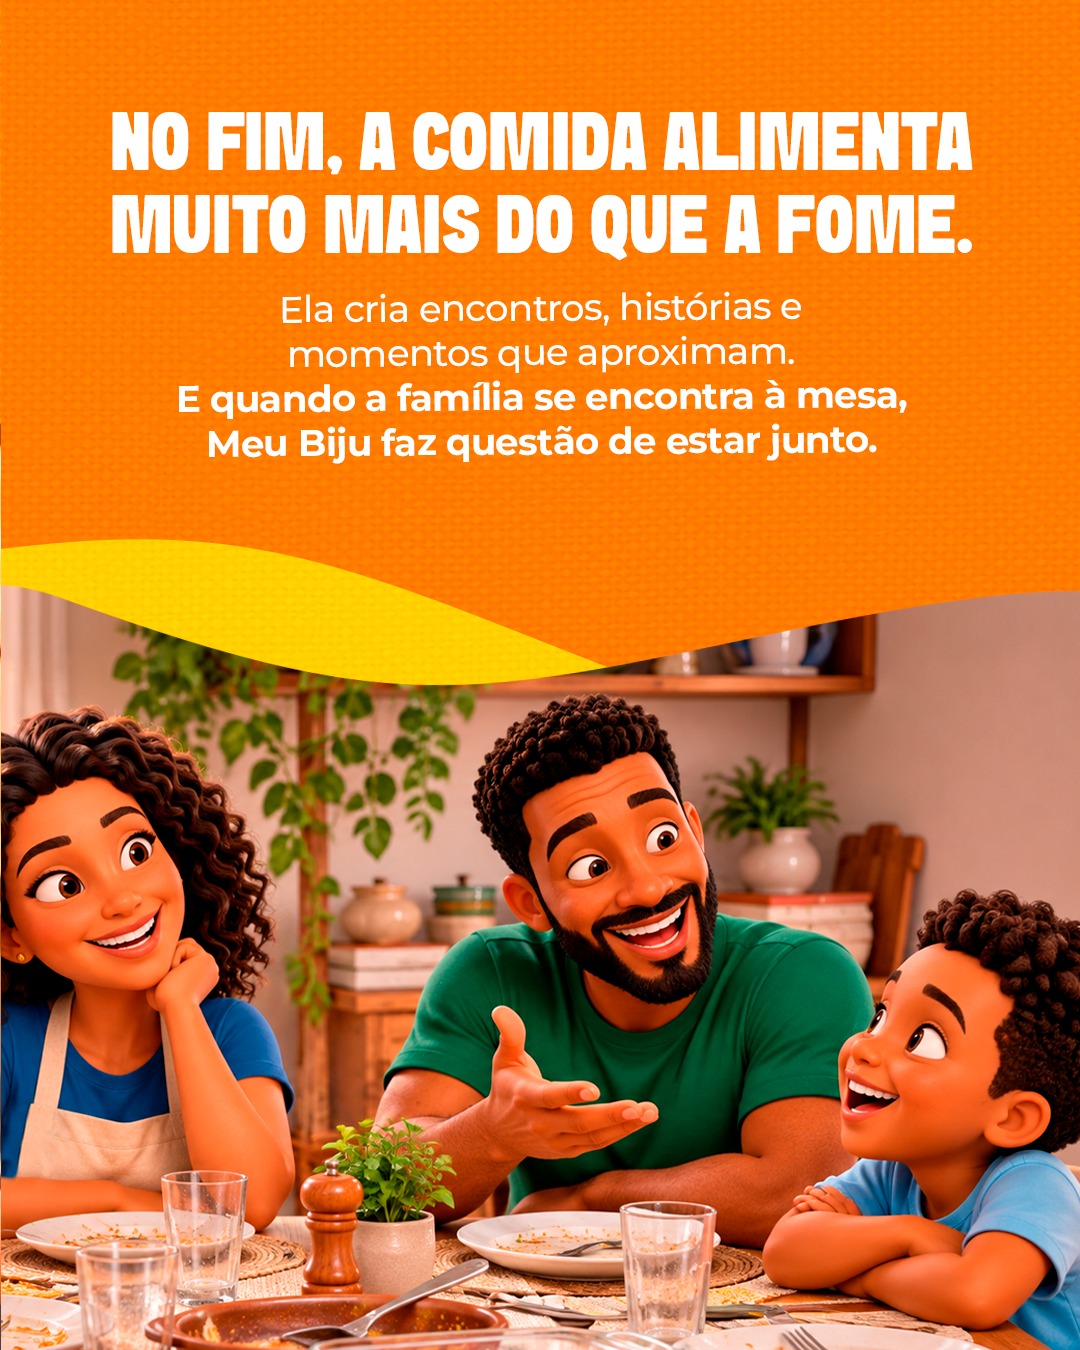 NO FIM, A COMIDA ALIMENTA
MUITO MAIS DO QUE A FOME.
Ela cria encontros, histórias e
momentos que aproximam.
E quando a família se encontra à mesa,
Meu Biju faz questão de estar junto.